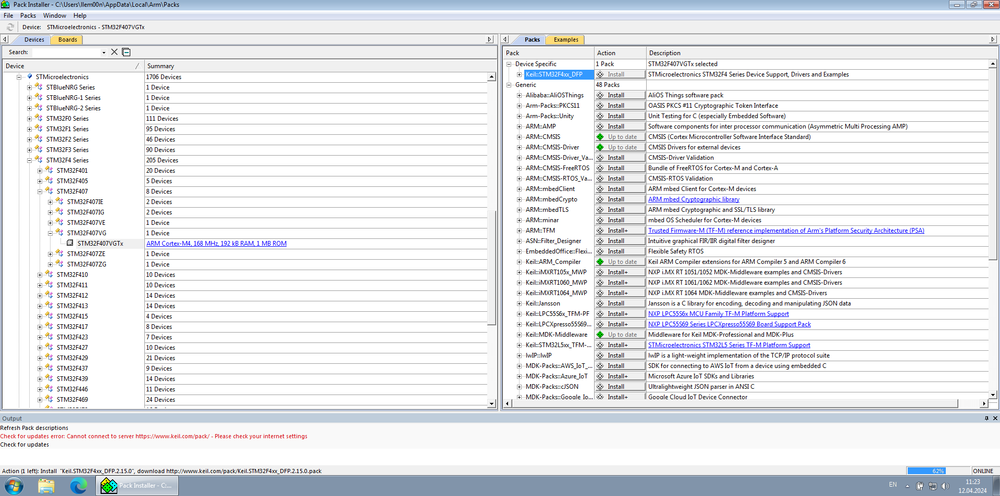 Pack Installer - C:\Users\llem00n\AppData\Local\Arm\Packs
File Packs Window Help
Device: STMicroelectronics - STM32F407VGTx
Devices Boards
Search:
Device Summary
STMicroelectronics 1706 Devices
STBlueNRG Series 1 Device
STBlueNRG-1 Series 1 Device
STBlueNRG-2 Series 1 Device
STM32F0 Series 111 Devices
STM32F1 Series 95 Devices
STM32F2 Series 46 Devices
STM32F3 Series 90 Devices
STM32F4 Series 205 Devices
STM32F401 20 Devices
STM32F405 5 Devices
STM32F407 8 Devices
STM32F407IE 2 Devices
STM32F407IG 2 Devices
STM32F407VE 1 Device
STM32F407VG 1 Device
STM32F407VGTx ARM Cortex-M4, 168 MHz, 192 kB RAM, 1 MB ROM
STM32F407ZE 1 Device
STM32F407ZG 1 Device
STM32F410 10 Devices
STM32F411 10 Devices
STM32F412 14 Devices
STM32F413 14 Devices
STM32F415 4 Devices
STM32F417 8 Devices
STM32F423 7 Devices
STM32F427 10 Devices
STM32F429 21 Devices
STM32F437 9 Devices
STM32F439 14 Devices
STM32F446 11 Devices
STM32F469 24 Devices
Packs Examples
Pack Action Description
Device Specific 1 Pack STM32F407VGTx selected
Keil::STM32F4xx_DFP Install STMicroelectronics STM32F4 Series Device Support, Drivers and Examples
Generic 48 Packs
Alibaba::AliOSThings Install AliOS Things software pack
Arm-Packs::PKCS11 Install OASIS PKCS #11 Cryptographic Token Interface
Arm-Packs::Unity Install Unit Testing for C (especially Embedded Software)
ARM::AMP Install Software components for inter processor communication (Asymmetric Multi Processing AMP)
ARM::CMSIS Up to date CMSIS (Cortex Microcontroller Software Interface Standard)
ARM::CMSIS-Driver Up to date CMSIS Drivers for external devices
ARM::CMSIS-Driver_Va... Install CMSIS-Driver Validation
ARM::CMSIS-FreeRTOS Install Bundle of FreeRTOS for Cortex-M and Cortex-A
ARM::CMSIS-RTOS_Va... Install CMSIS-RTOS Validation
ARM::mbedClient Install ARM mbed Client for Cortex-M devices
ARM::mbedCrypto Install ARM mbed Cryptographic library
ARM::mbedTLS Install ARM mbed Cryptographic and SSL/TLS library
ARM::minar Install mbed OS Scheduler for Cortex-M devices
ARM::TFM Install+ Trusted Firmware-M (TF-M) reference implementation of Arm's Platform Security Architecture (PSA)
ASN::Filter_Designer Install Intuitive graphical FIR/IIR digital filter designer
EmbeddedOffice::Flexi... Install Flexible Safety RTOS
Keil::ARM_Compiler Up to date Keil ARM Compiler extensions for ARM Compiler 5 and ARM Compiler 6
Keil::iMXRT105x_MWP Install+ NXP i.MX RT 1051/1052 MDK-Middleware examples and CMSIS-Drivers
Keil::iMXRT1060_MWP Install+ NXP i.MX RT 1061/1062 MDK-Middleware examples and CMSIS-Drivers
Keil::iMXRT1064_MWP Install+ NXP i.MX RT 1064 MDK-Middleware examples and CMSIS-Drivers
Keil::Jansson Install Jansson is a C library for encoding, decoding and manipulating JSON data
Keil::LPC55S6x_TFM-PF Install+ NXP LPC55S6x MCU Family TF-M Platform Support
Keil::LPCXpresso55S69... Install+ NXP LPC55S69 Series LPCXpresso55S69 Board Support Pack
Keil::MDK-Middleware Up to date Middleware for Keil MDK-Professional and MDK-Plus
Keil::STM32L5xx_TFM-... Install+ STMicroelectronics STM32L5 Series TF-M Platform Support
lwIP::lwIP Install lwIP is a light-weight implementation of the TCP/IP protocol suite
MDK-Packs::AWS_IoT_... Install SDK for connecting to AWS IoT from a device using embedded C
MDK-Packs::Azure_IoT Install+ Microsoft Azure IoT SDKs and Libraries
MDK-Packs::cJSON Install Ultralightweight JSON parser in ANSI C
MDK-Packs::Google_Io... Install+ Google Cloud IoT Device Connector
Output
Refresh Pack descriptions
Check for updates error: Cannot connect to server https://www.keil.com/pack/ - Please check your internet settings
Check for updates
Action (1 left): Install "Keil.STM32F4xx_DFP.2.15.0", download http://www.keil.com/pack/Keil.STM32F4xx_DFP.2.15.0.pack 62% ONLINE
Pack Installer - C:... EN 11:23
12.04.2024